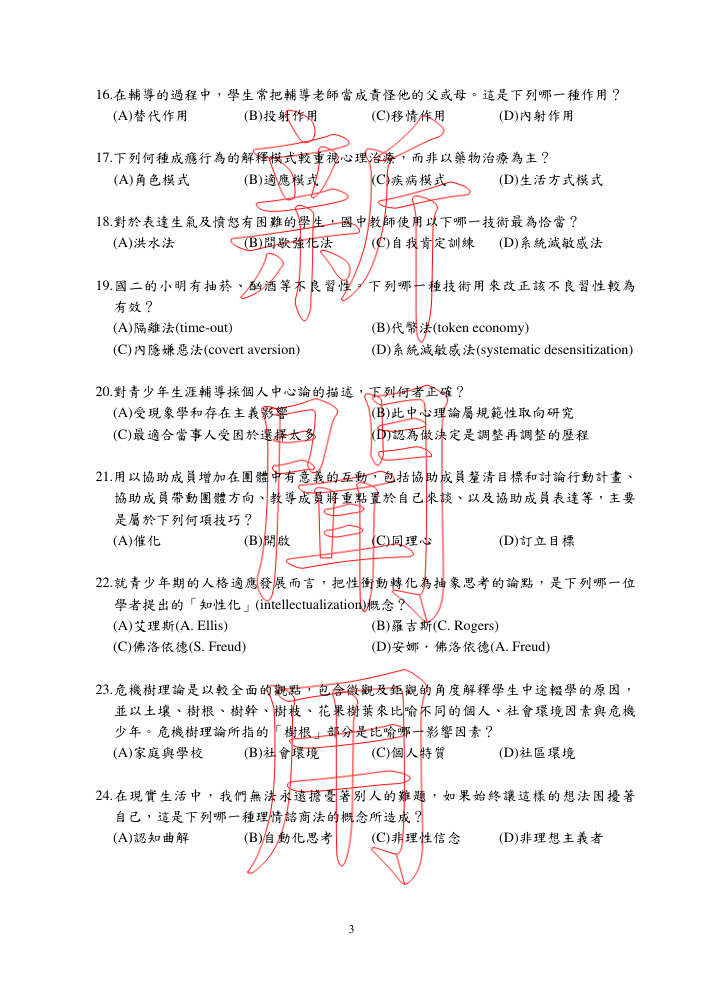 16.在輔導的過程中，學生常把輔導老師當成責怪他的父或母。這是下列哪一種作用？
(A)替代作用 (B)投射作用 (C)移情作用 (D)內射作用
17.下列何種成癮行為的解釋模式較重視心理治療，而非以藥物治療為主？
(A)角色模式 (B)適應模式 (C)疾病模式 (D)生活方式模式
18.對於表達生氣及憤怒有困難的學生，國中教師使用以下哪一技術最為恰當？
(A)洪水法 (B)間歇強化法 (C)自我肯定訓練 (D)系統減敏感法
19.國二的小明有抽菸、酗酒等不良習性。下列哪一種技術用來改正該不良習性較為
有效？
(A)隔離法(time-out) (B)代幣法(token economy)
(C)內隱嫌惡法(covert aversion) (D)系統減敏感法(systematic desensitization)
20.對青少年生涯輔導採個人中心論的描述，下列何者正確？
(A)受現象學和存在主義影響 (B)此中心理論屬規範性取向研究
(C)最適合當事人受困於選擇太多 (D)認為做決定是調整再調整的歷程
21.用以協助成員增加在團體中有意義的互動，包括協助成員釐清目標和討論行動計畫、
協助成員帶動團體方向、教導成員將重點置於自己來談、以及協助成員表達等，主要
是屬於下列何項技巧？
(A)催化 (B)開啟 (C)同理心 (D)訂立目標
22.就青少年期的人格適應發展而言，把性衝動轉化為抽象思考的論點，是下列哪一位
學者提出的「知性化」(intellectualization)概念？
(A)艾理斯(A. Ellis) (B)羅吉斯(C. Rogers)
(C)佛洛依德(S. Freud) (D)安娜．佛洛依德(A. Freud)
23.危機樹理論是以較全面的觀點，包含微觀及鉅觀的角度解釋學生中途輟學的原因，
並以土壤、樹根、樹幹、樹枝、花果樹葉來比喻不同的個人、社會環境因素與危機
少年。危機樹理論所指的「樹根」部分是比喻哪一影響因素？
(A)家庭與學校 (B)社會環境 (C)個人特質 (D)社區環境
24.在現實生活中，我們無法永遠擔憂著別人的難題，如果始終讓這樣的想法困擾著
自己，這是下列哪一種理情諮商法的概念所造成？
(A)認知曲解 (B)自動化思考 (C)非理性信念 (D)非理想主義者
新
聞
用
3